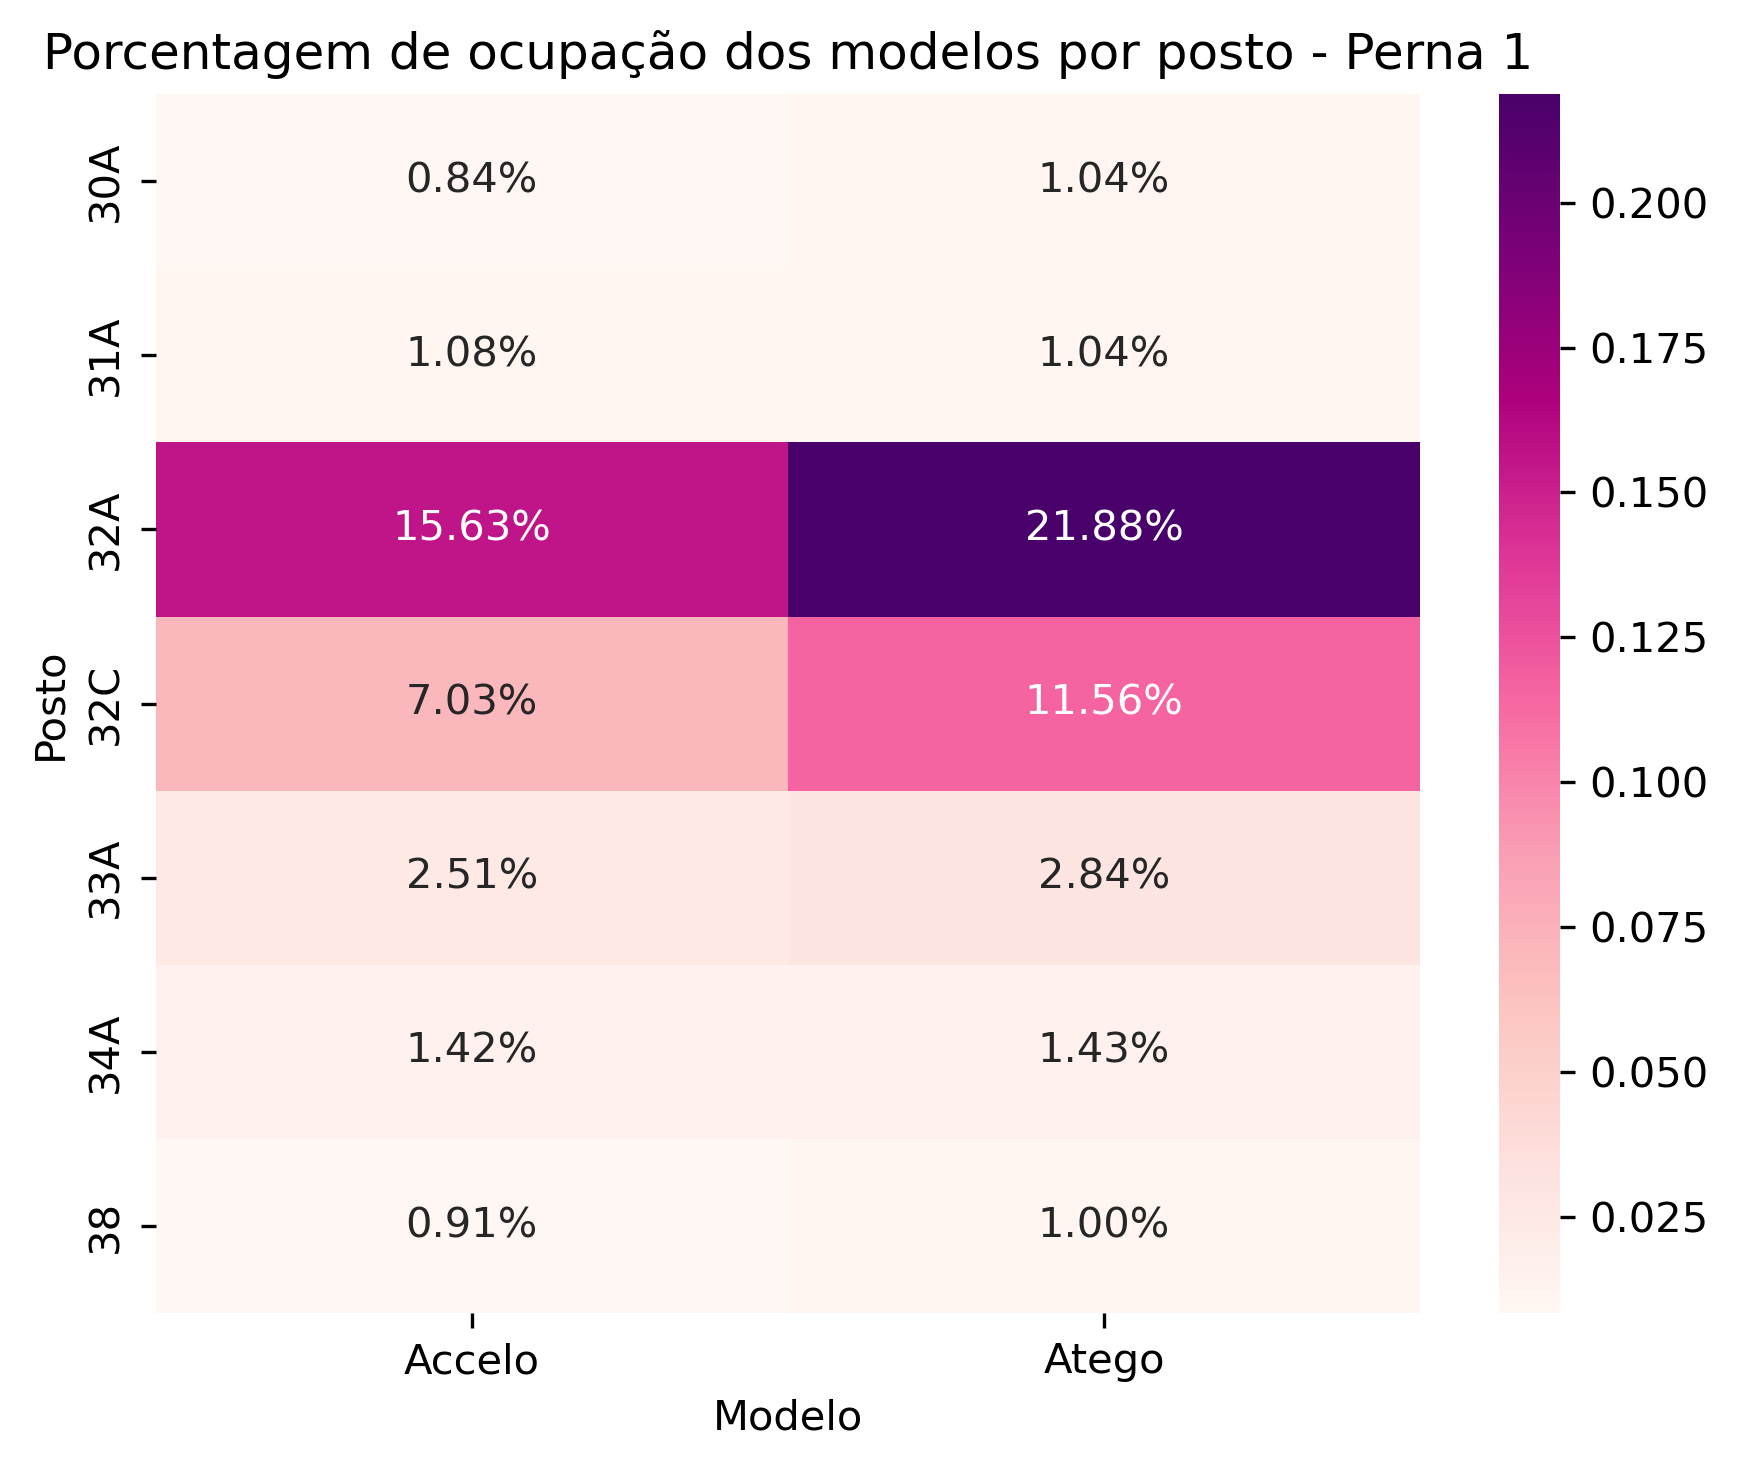 Porcentagem de ocupação dos modelos por posto - Perna 1
Posto
30A
0.84%
1.04%
31A
1.08%
1.04%
32A
15.63%
21.88%
32C
7.03%
11.56%
33A
2.51%
2.84%
34A
1.42%
1.43%
38
0.91%
1.00%
Accelo
Atego
Modelo
0.200
0.175
0.150
0.125
0.100
0.075
0.050
0.025